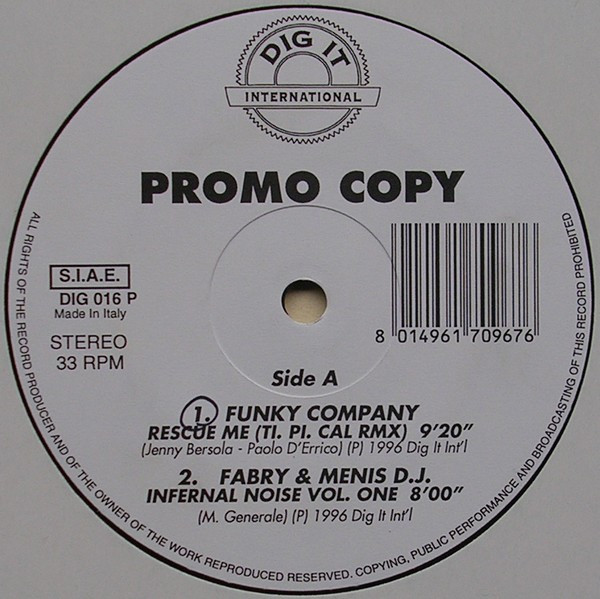 DIG IT
INTERNATIONAL
PROMO COPY
S.I.A.E.
DIG 016 P
Made in Italy
STEREO
33 RPM
8 014961 709676
Side A
1. FUNKY COMPANY
RESCUE ME (TI. PI. CAL RMX) 9'20"
(Jenny Bersola - Paolo D'Errico) (P) 1996 Dig It Int'l
2. FABRY & MENIS D.J.
INFERNAL NOISE VOL. ONE 8'00"
(M. Generale) (P) 1996 Dig It Int'l
ALL RIGHTS OF THE RECORD PRODUCER AND OF THE OWNER OF THE WORK REPRODUCED RESERVED. COPYING, PUBLIC PERFORMANCE AND BROADCASTING OF THIS RECORD PROHIBITED